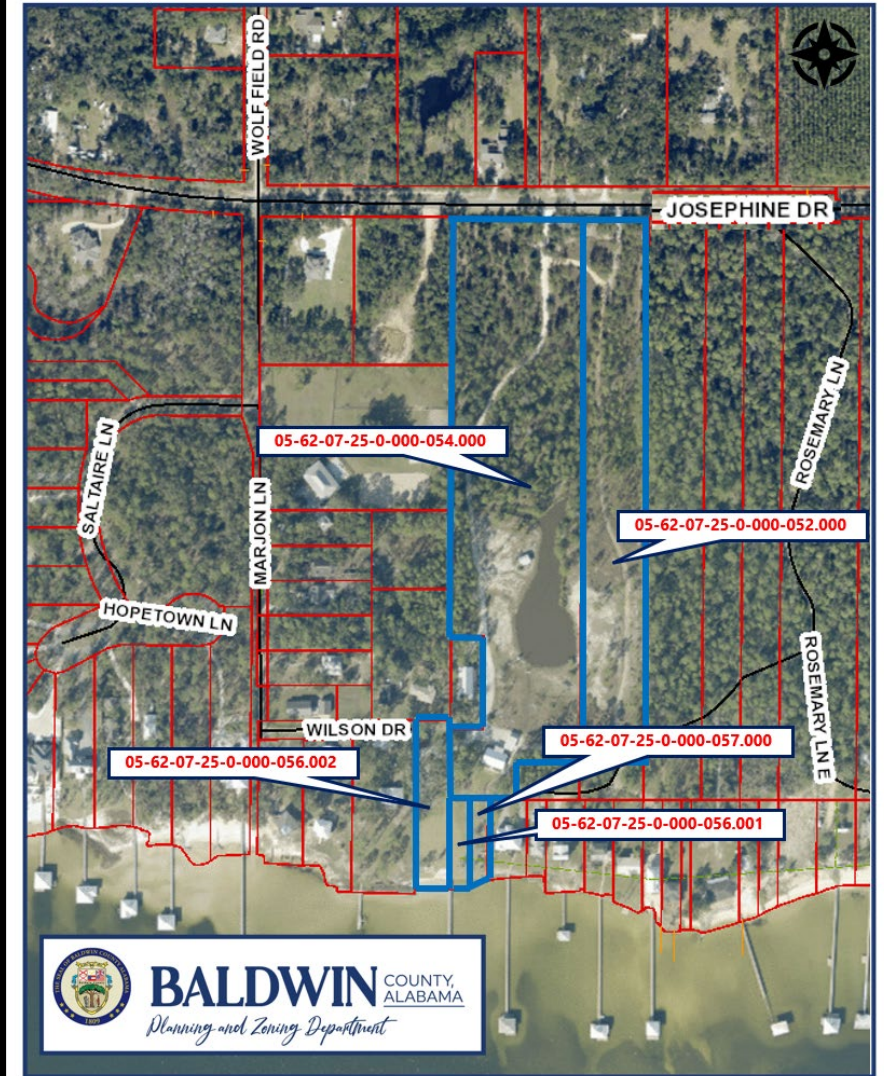 WOLF FIELD RD
JOSEPHINE DR
ROSEMARY LN
05-62-07-25-0-000-054.000
SALTAIRE LN
MARJON LN
05-62-07-25-0-000-052.000
HOPETOWN LN
ROSEMARY LN E
WILSON DR
05-62-07-25-0-000-057.000
05-62-07-25-0-000-056.002
05-62-07-25-0-000-056.001
BALDWIN
COUNTY,
ALABAMA
Planning and Zoning Department
1809